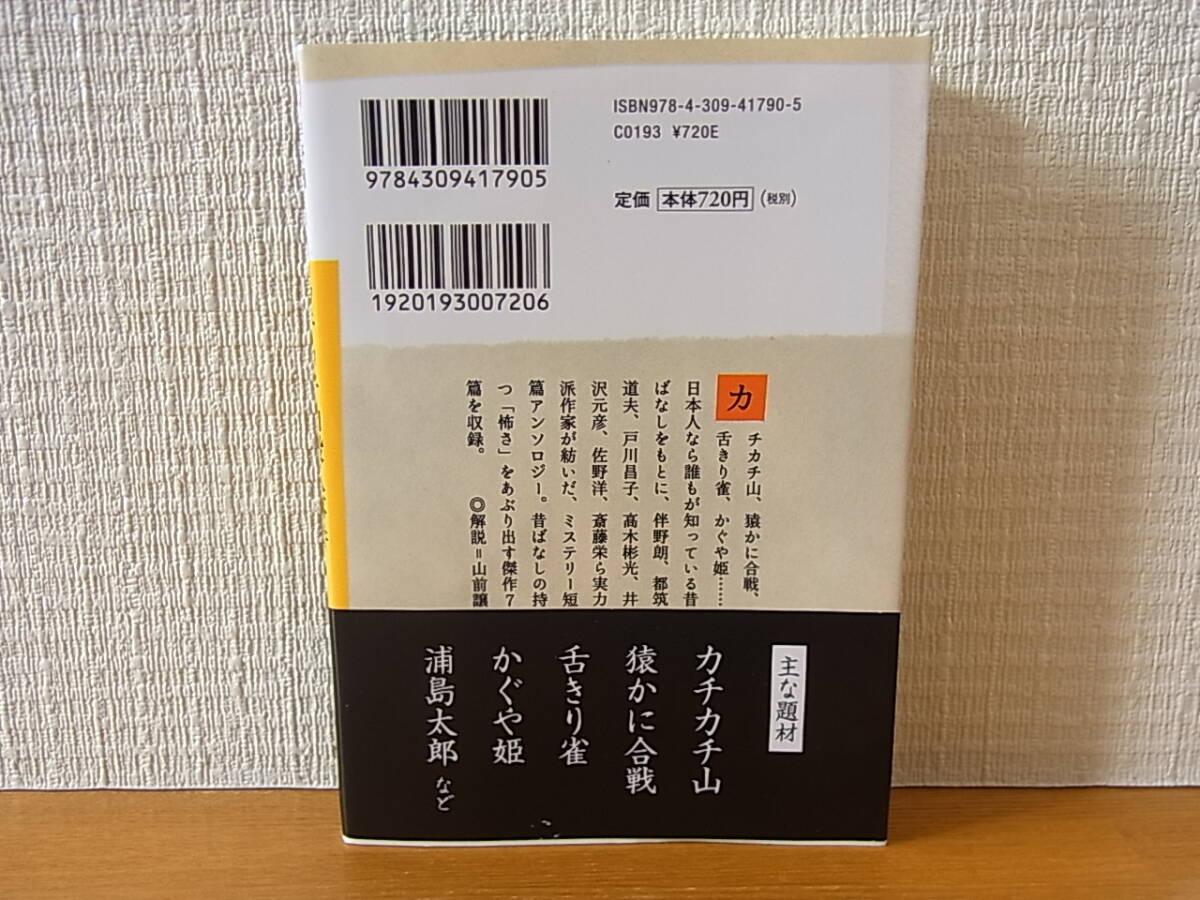 ISBN978-4-309-41790-5
C0193 ¥720E
9784309417905
定価 本体720円(税別)
1920193007206
カチカチ山、猿かに合戦、
舌きり雀、かぐや姫……
日本人なら誰もが知っている昔
ばなしをもとに、伴野朗、都筑
道夫、戸川昌子、高木彬光、井
沢元彦、佐野洋、斎藤栄ら実力
派作家が紡いだ、ミステリー短
篇アンソロジー。昔ばなしの持
つ「怖さ」をあぶり出す傑作7
篇を収録。 ◎解説=山前譲
主な題材
カチカチ山
猿かに合戦
舌きり雀
かぐや姫
浦島太郎 など